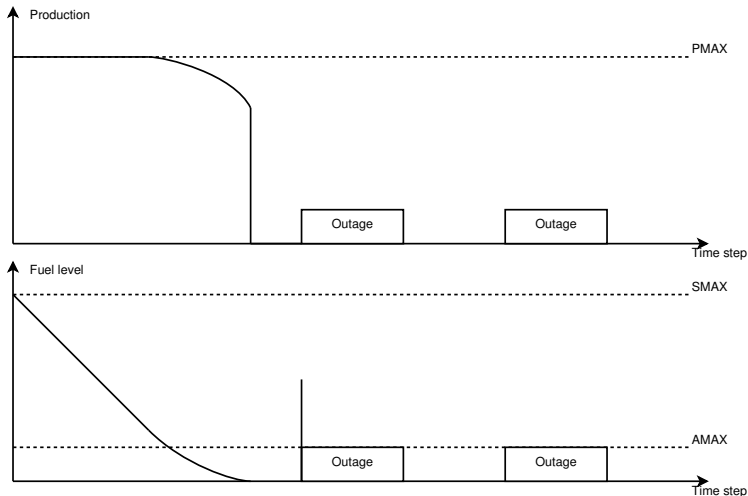 Production
PMAX
Outage
Outage
Time step
Fuel level
SMAX
AMAX
Outage
Outage
Time step